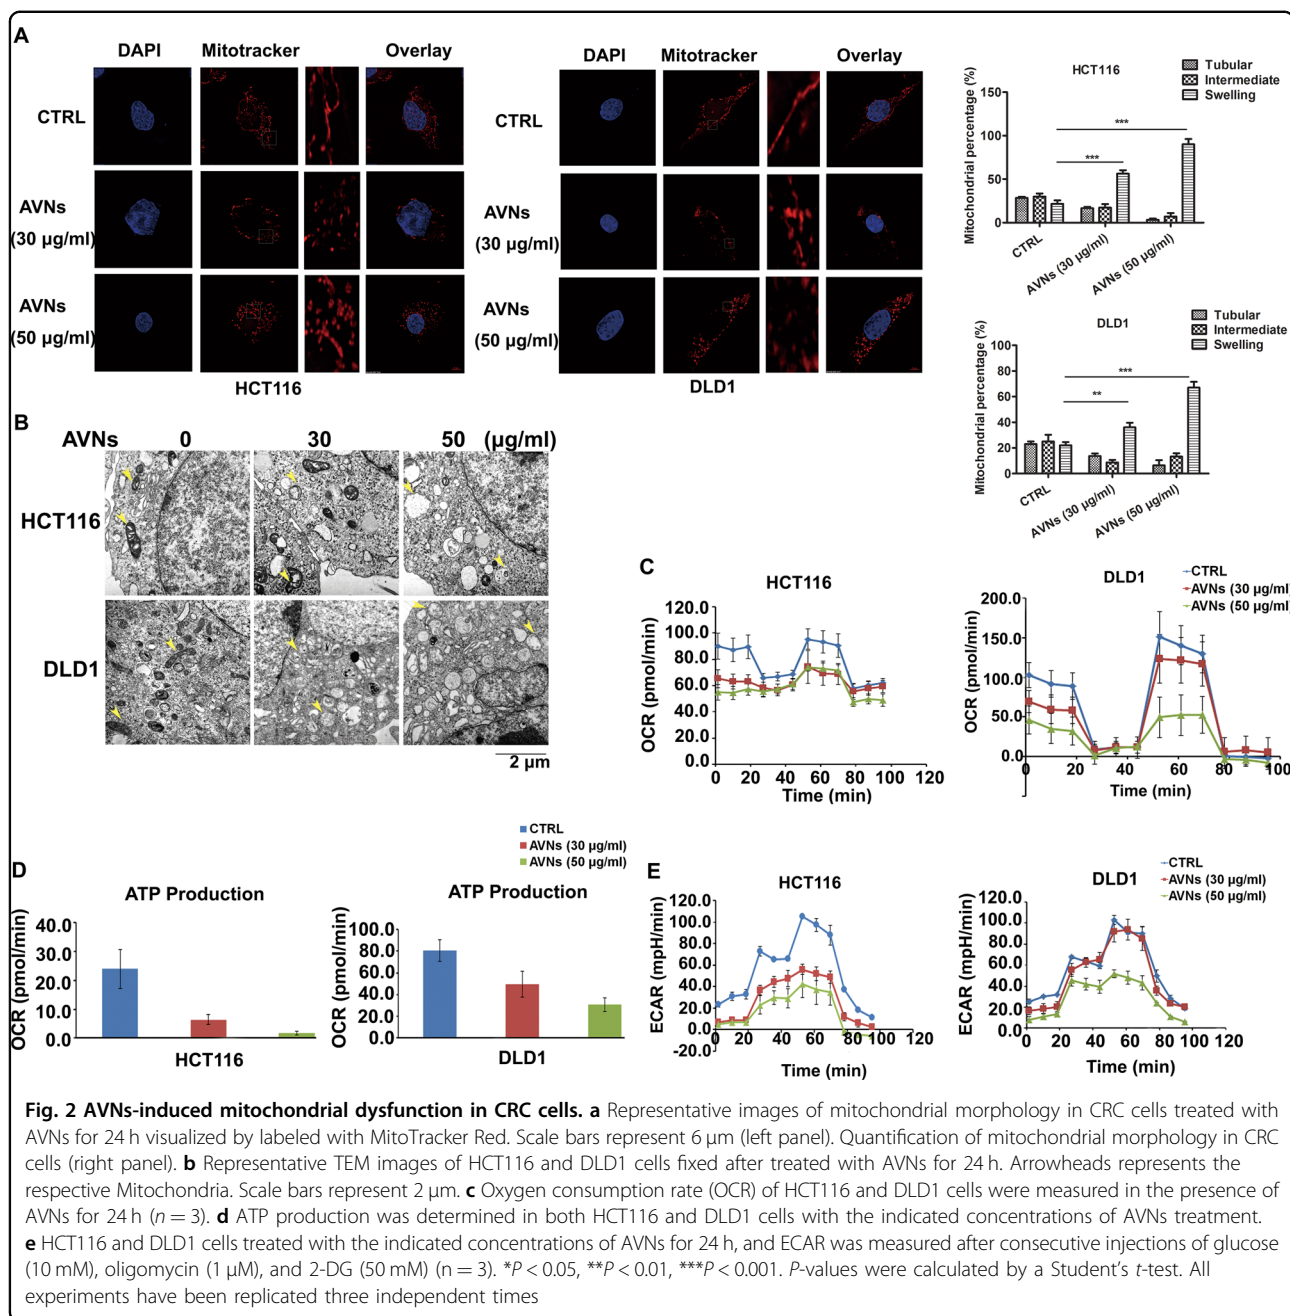 A
DAPI Mitotracker Overlay
CTRL
AVNs
(30 µg/ml)
AVNs
(50 µg/ml)
HCT116
DAPI Mitotracker Overlay
CTRL
AVNs
(30 µg/ml)
AVNs
(50 µg/ml)
DLD1
HCT116
Tubular
Intermediate
Swelling
Mitochondrial percentage (%)
150
100
50
0
***
***
CTRL
AVNs (30 µg/ml)
AVNs (50 µg/ml)
DLD1
Tubular
Intermediate
Swelling
Mitochondrial percentage (%)
100
80
60
40
20
0
***
**
CTRL
AVNs (30 µg/ml)
AVNs (50 µg/ml)
B
AVNs 0 30 50 (µg/ml)
HCT116
DLD1
2 µm
C
HCT116
OCR (pmol/min)
120.0
100.0
80.0
60.0
40.0
20.0
0.0
0 20 40 60 80 100 120
Time (min)
DLD1
CTRL
AVNs (30 µg/ml)
AVNs (50 µg/ml)
OCR (pmol/min)
200.0
150.0
100.0
50.0
0.0
0 20 40 60 80 100
Time (min)
D
CTRL
AVNs (30 µg/ml)
AVNs (50 µg/ml)
ATP Production
OCR (pmol/min)
40.0
30.0
20.0
10.0
0.0
HCT116
ATP Production
OCR (pmol/min)
100.0
80.0
60.0
40.0
20.0
0.0
DLD1
E
HCT116
ECAR (mpH/min)
120.0
100.0
80.0
60.0
40.0
20.0
0.0
-20.0
0 20 40 60 80 100 120
Time (min)
DLD1
CTRL
AVNs (30 µg/ml)
AVNs (50 µg/ml)
ECAR (mpH/min)
120.0
100.0
80.0
60.0
40.0
20.0
0.0
0 20 40 60 80 100 120
Time (min)
Fig. 2 AVNs-induced mitochondrial dysfunction in CRC cells. a Representative images of mitochondrial morphology in CRC cells treated with
AVNs for 24 h visualized by labeled with MitoTracker Red. Scale bars represent 6 µm (left panel). Quantification of mitochondrial morphology in CRC
cells (right panel). b Representative TEM images of HCT116 and DLD1 cells fixed after treated with AVNs for 24 h. Arrowheads represents the
respective Mitochondria. Scale bars represent 2 µm. c Oxygen consumption rate (OCR) of HCT116 and DLD1 cells were measured in the presence of
AVNs for 24 h (n = 3). d ATP production was determined in both HCT116 and DLD1 cells with the indicated concentrations of AVNs treatment.
e HCT116 and DLD1 cells treated with the indicated concentrations of AVNs for 24 h, and ECAR was measured after consecutive injections of glucose
(10 mM), oligomycin (1 µM), and 2-DG (50 mM) (n = 3). *P < 0.05, **P < 0.01, ***P < 0.001. P-values were calculated by a Student's t-test. All
experiments have been replicated three independent times